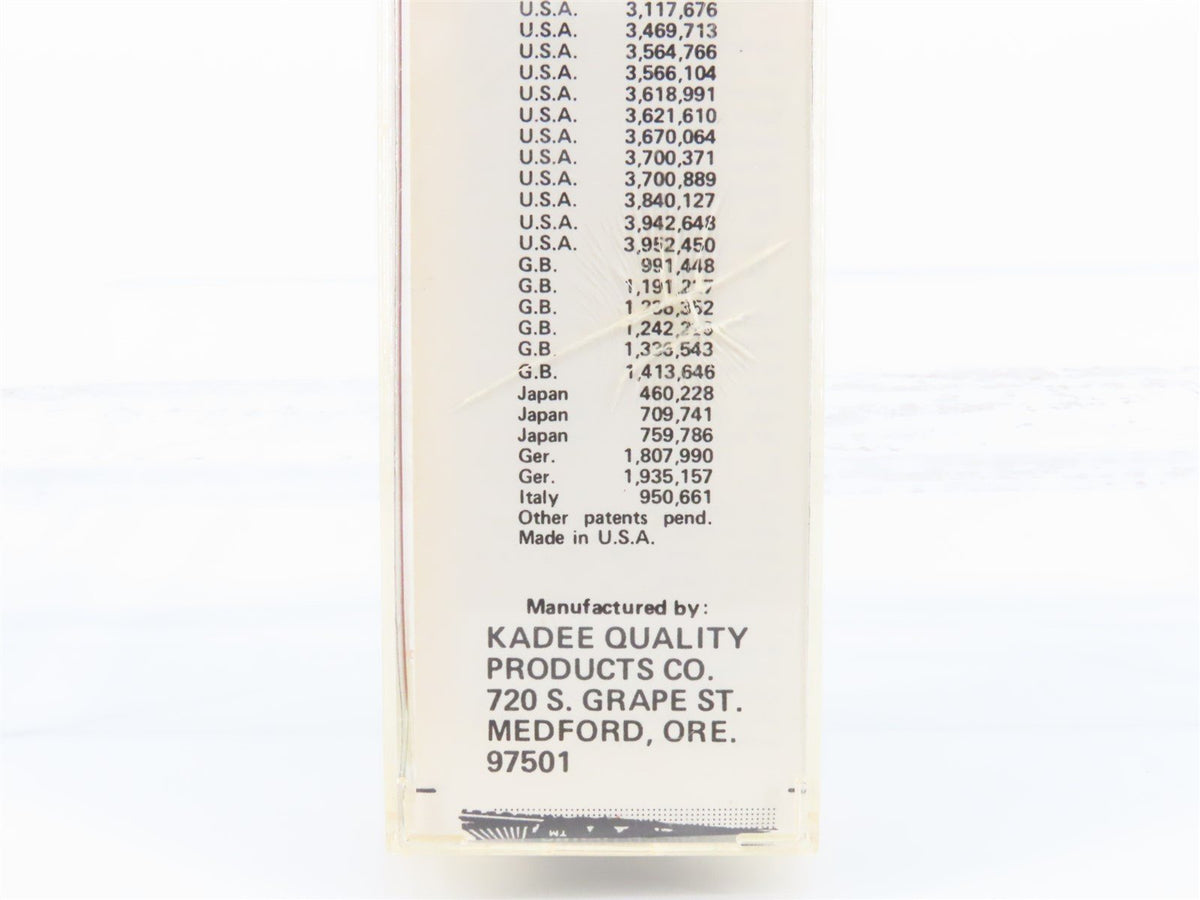 U.S.A. 3,117,676
U.S.A. 3,469,713
U.S.A. 3,564,766
U.S.A. 3,566,104
U.S.A. 3,618,991
U.S.A. 3,621,610
U.S.A. 3,670,064
U.S.A. 3,700,371
U.S.A. 3,700,889
U.S.A. 3,840,127
U.S.A. 3,942,648
U.S.A. 3,952,450
G.B. 991,448
G.B.
G.B.
G.B.
G.B.
G.B. 1,413,646
Japan 460,228
Japan 709,741
Japan 759,786
Ger. 1,807,990
Ger. 1,935,157
Italy 950,661
Other patents pend.
Made in U.S.A.
Manufactured by:
KADEE QUALITY
PRODUCTS CO.
720 S. GRAPE ST.
MEDFORD, ORE.
97501
TM